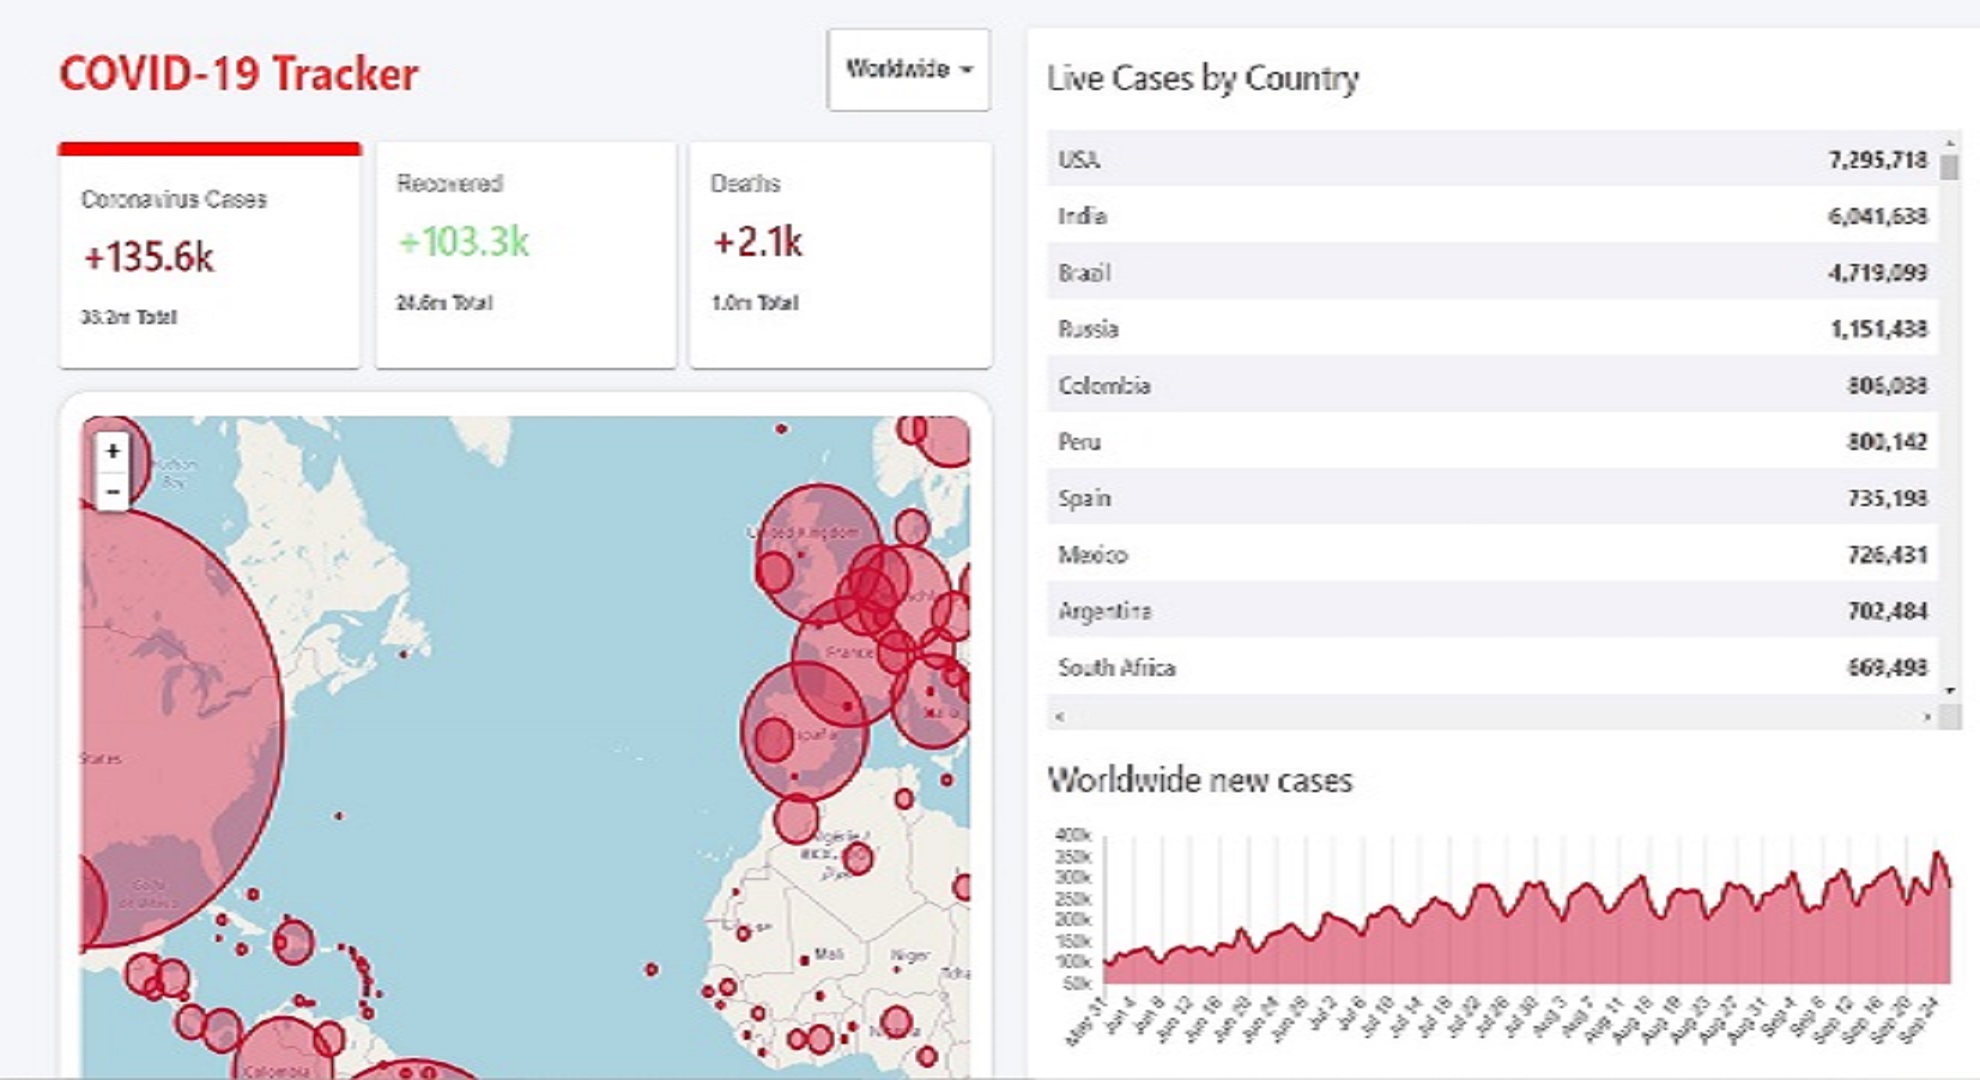 COVID-19 Tracker
Worldwide
Coronavirus Cases
+135.6k
33.2m Total
Recovered
+103.3k
24.6m Total
Deaths
+2.1k
1.0m Total
+
−
Hudson
Bay
United Kingdom
France
España
Italia
States
Golfo
de México
Algérie /
Mali
Niger
Nigeria
Colombia
Live Cases by Country
USA 7,295,718
India 6,041,638
Brazil 4,719,099
Russia 1,151,438
Colombia 806,038
Peru 800,142
Spain 735,198
Mexico 726,431
Argentina 702,484
South Africa 669,498
Worldwide new cases
400k
350k
300k
250k
200k
150k
100k
50k
May 31 Jun 4 Jun 8 Jun 12 Jun 16 Jun 20 Jun 24 Jun 28 Jul 2 Jul 6 Jul 10 Jul 14 Jul 18 Jul 22 Jul 26 Jul 30 Aug 3 Aug 7 Aug 11 Aug 15 Aug 19 Aug 23 Aug 27 Aug 31 Sep 4 Sep 8 Sep 12 Sep 16 Sep 20 Sep 24